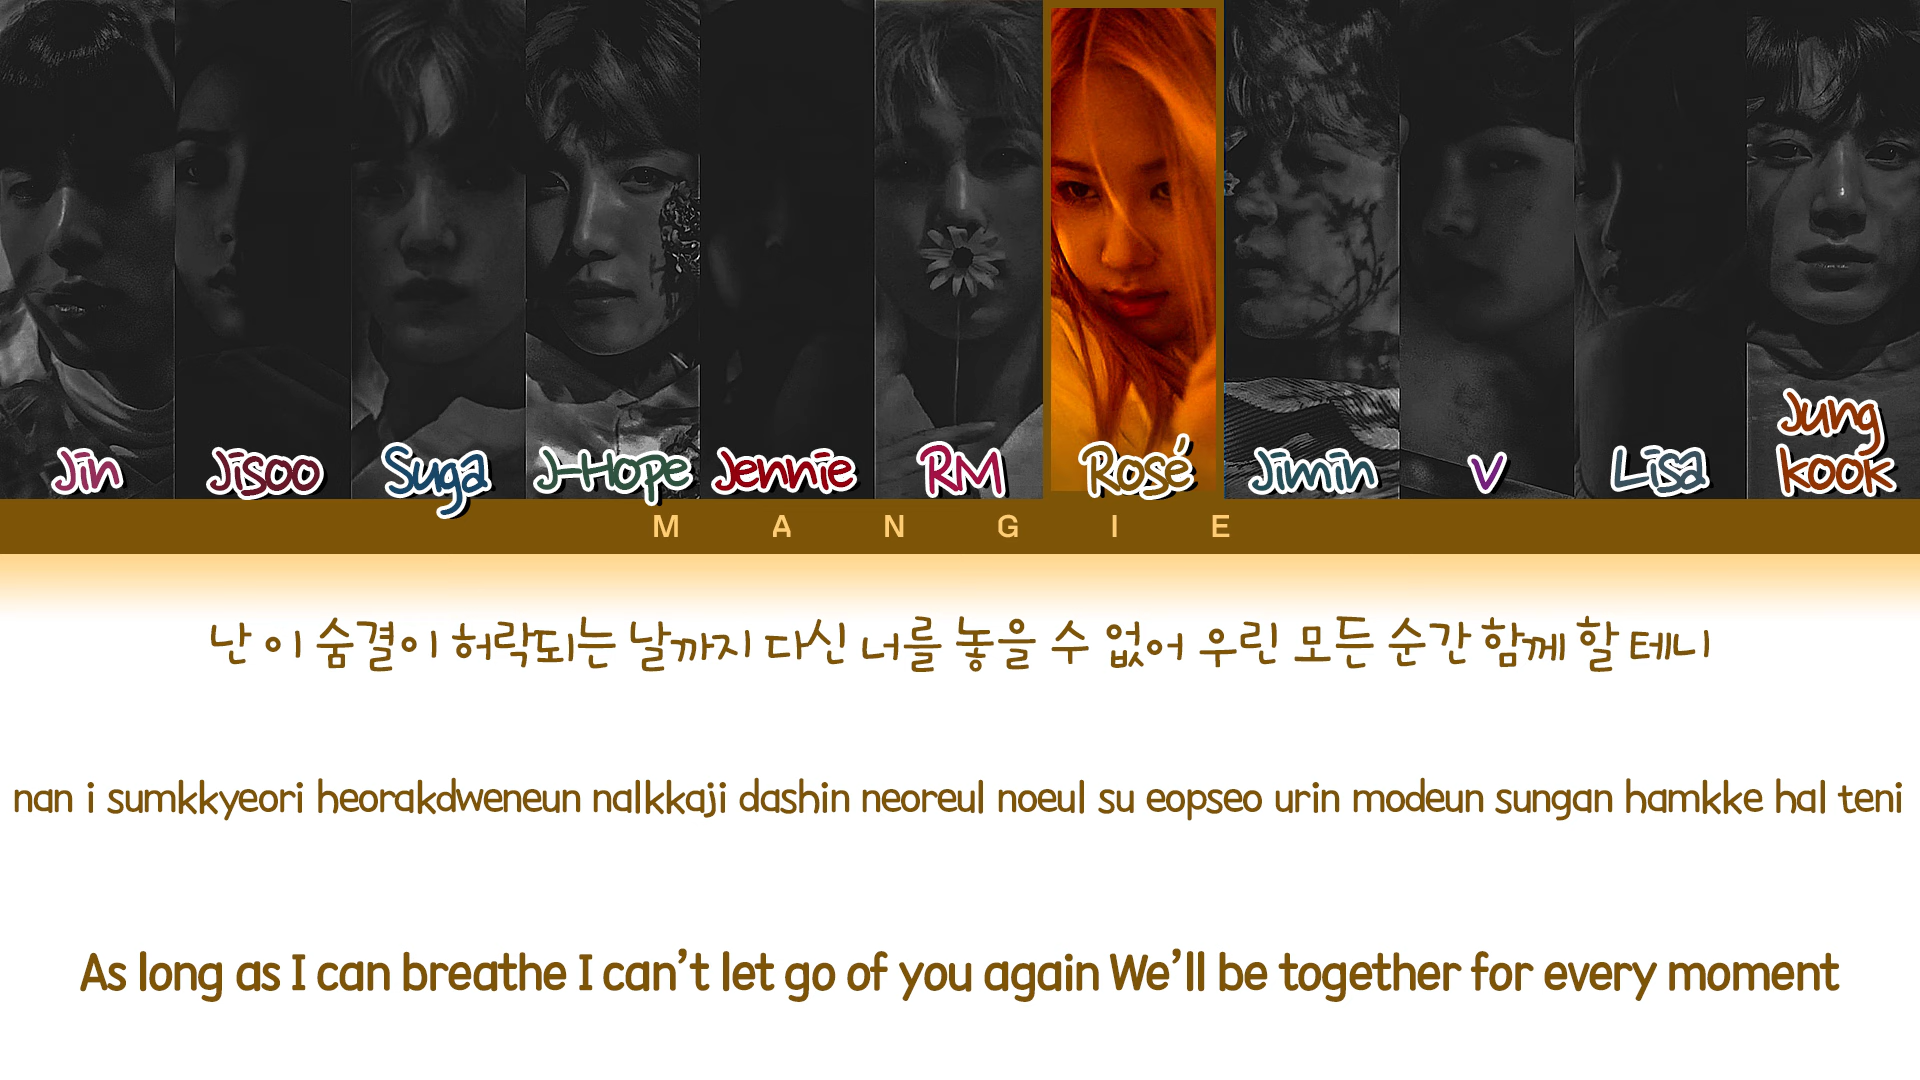 Jin Jisoo Suga J-Hope Jennie RM Rosé Jimin V Lisa Jung kook
M A N G I E
난 이 숨결이 허락되는 날까지 다신 너를 놓을 수 없어 우린 모든 순간 함께 할 테니
nan i sumkkyeori heorakdweneun nalkkaji dashin neoreul noeul su eopseo urin modeun sungan hamkke hal teni
As long as I can breathe I can't let go of you again We'll be together for every moment